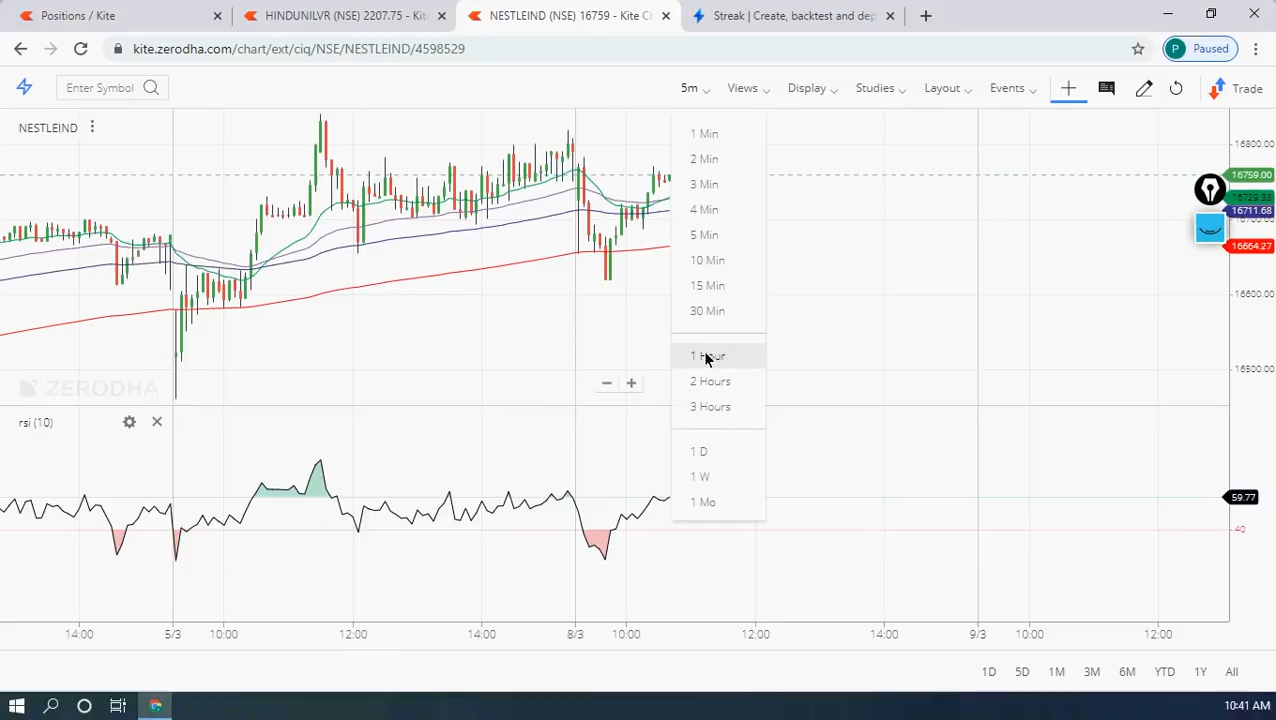 Positions / Kite
HINDUNILVR (NSE) 2207.75 - Kite
NESTLEIND (NSE) 16759 - Kite C
Streak | Create, backtest and dep
kite.zerodha.com/chart/ext/ciq/NSE/NESTLEIND/4598529
P
Paused
Enter Symbol
5m
Views
Display
Studies
Layout
Events
Trade
NESTLEIND
1 Min
2 Min
3 Min
4 Min
5 Min
10 Min
15 Min
30 Min
1 Hour
2 Hours
3 Hours
1 D
1 W
1 Mo
16800.00
16759.00
16729.33
16711.68
16664.27
16600.00
16500.00
ZERODHA
rsi (10)
59.77
40
14:00
5/3
10:00
12:00
14:00
8/3
10:00
12:00
14:00
9/3
10:00
12:00
1D
5D
1M
3M
6M
YTD
1Y
All
10:41 AM